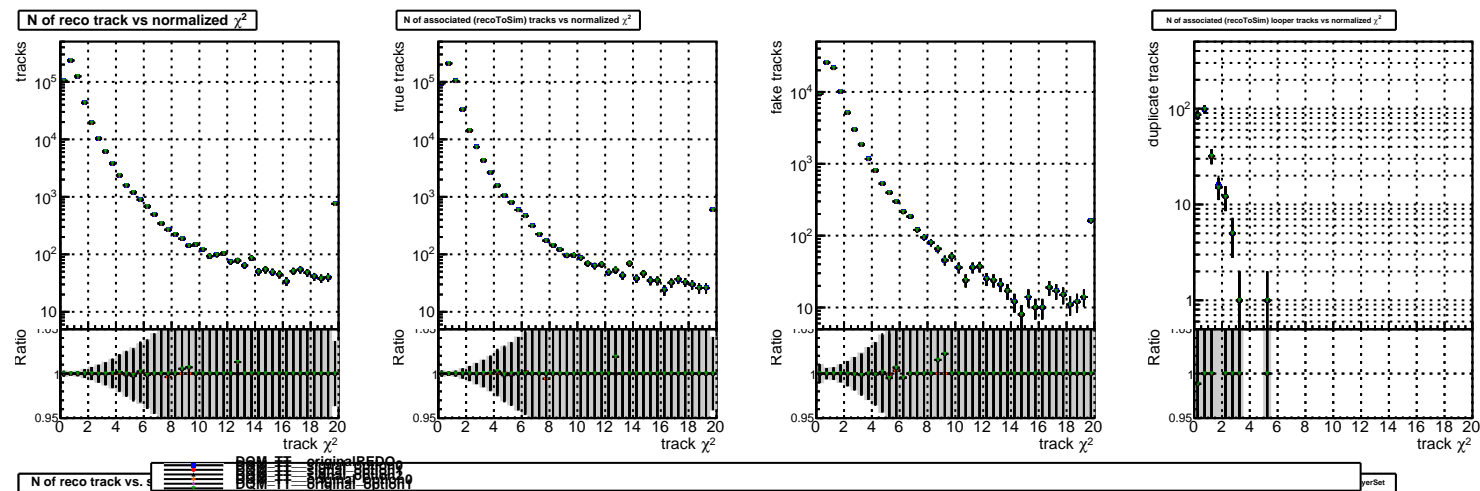 N of reco track vs normalized χ²
N of associated (recoToSim) tracks vs normalized χ²
N of associated (recoToSim) looper tracks vs normalized χ²
tracks
10⁵
10⁴
10³
10²
10
Ratio
1
0.95
0 2 4 6 8 10 12 14 16 18 20
track χ²
true tracks
10⁵
10⁴
10³
10²
10
Ratio
1
0.95
0 2 4 6 8 10 12 14 16 18 20
track χ²
fake tracks
10⁴
10³
10²
10
Ratio
1
0.95
0 2 4 6 8 10 12 14 16 18 20
track χ²
duplicate tracks
10²
10
1
Ratio
1
0.95
0 2 4 6 8 10 12 14 16 18 20
track χ²
N of reco track vs. s
yerSet